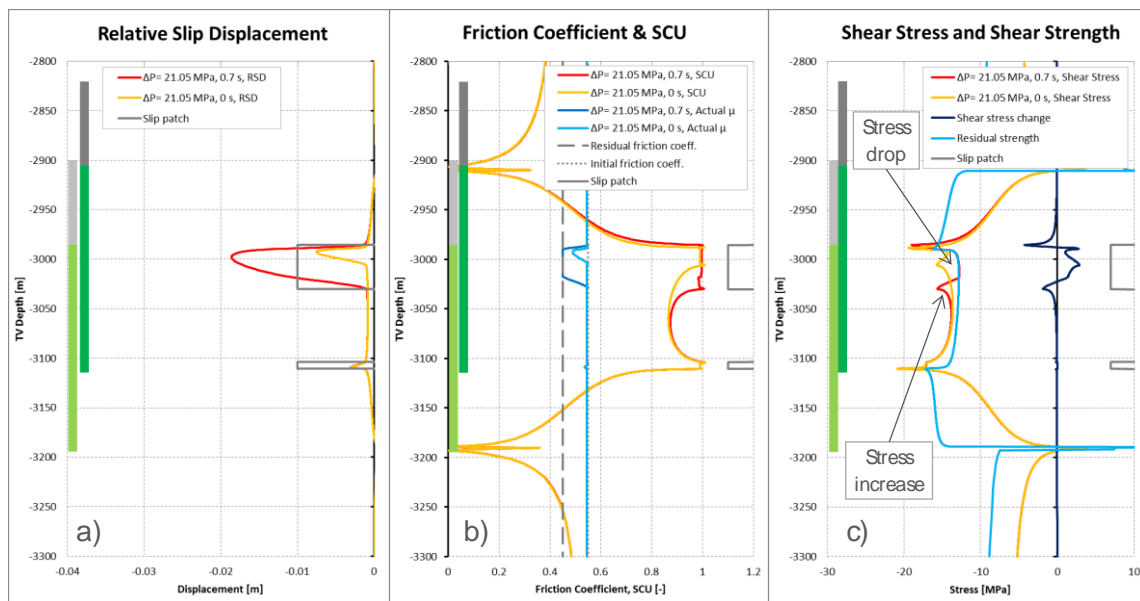 Relative Slip Displacement
ΔP= 21.05 MPa, 0.7 s, RSD
ΔP= 21.05 MPa, 0 s, RSD
Slip patch
TV Depth [m]
-2800
-2850
-2900
-2950
-3000
-3050
-3100
-3150
-3200
-3250
-3300
a)
-0.04
-0.03
-0.02
-0.01
0
Displacement [m]
Friction Coefficient & SCU
ΔP= 21.05 MPa, 0.7 s, SCU
ΔP= 21.05 MPa, 0 s, SCU
ΔP= 21.05 MPa, 0.7 s, Actual μ
ΔP= 21.05 MPa, 0 s, Actual μ
Residual friction coeff.
Initial friction coeff.
Slip patch
TV Depth [m]
-2800
-2850
-2900
-2950
-3000
-3050
-3100
-3150
-3200
-3250
-3300
b)
0
0.2
0.4
0.6
0.8
1
1.2
Friction Coefficient, SCU [-]
Shear Stress and Shear Strength
ΔP= 21.05 MPa, 0.7 s, Shear Stress
ΔP= 21.05 MPa, 0 s, Shear Stress
Shear stress change
Residual strength
Slip patch
Stress
drop
Stress
increase
TV Depth [m]
-2800
-2850
-2900
-2950
-3000
-3050
-3100
-3150
-3200
-3250
-3300
c)
-30
-20
-10
0
10
Stress [MPa]